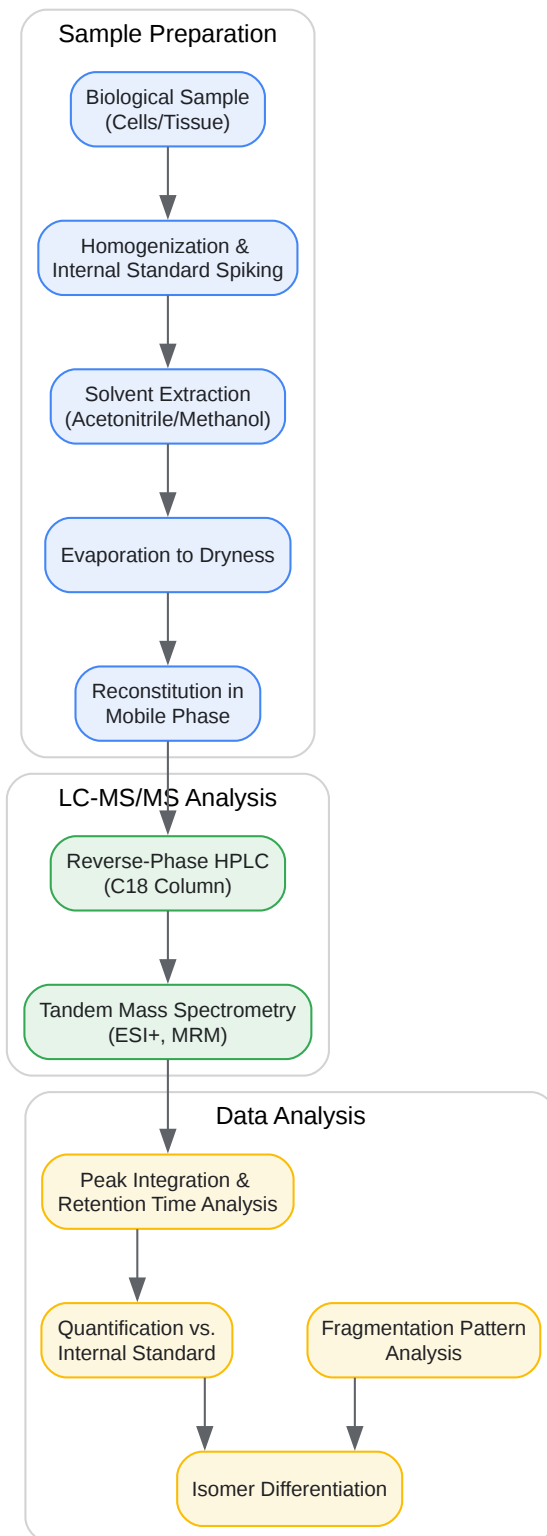 Sample Preparation
Biological Sample
(Cells/Tissue)
Homogenization &
Internal Standard Spiking
Solvent Extraction
(Acetonitrile/Methanol)
Evaporation to Dryness
Reconstitution in
Mobile Phase
LC-MS/MS Analysis
Reverse-Phase HPLC
(C18 Column)
Tandem Mass Spectrometry
(ESI+, MRM)
Data Analysis
Peak Integration &
Retention Time Analysis
Quantification vs.
Internal Standard
Fragmentation Pattern
Analysis
Isomer Differentiation